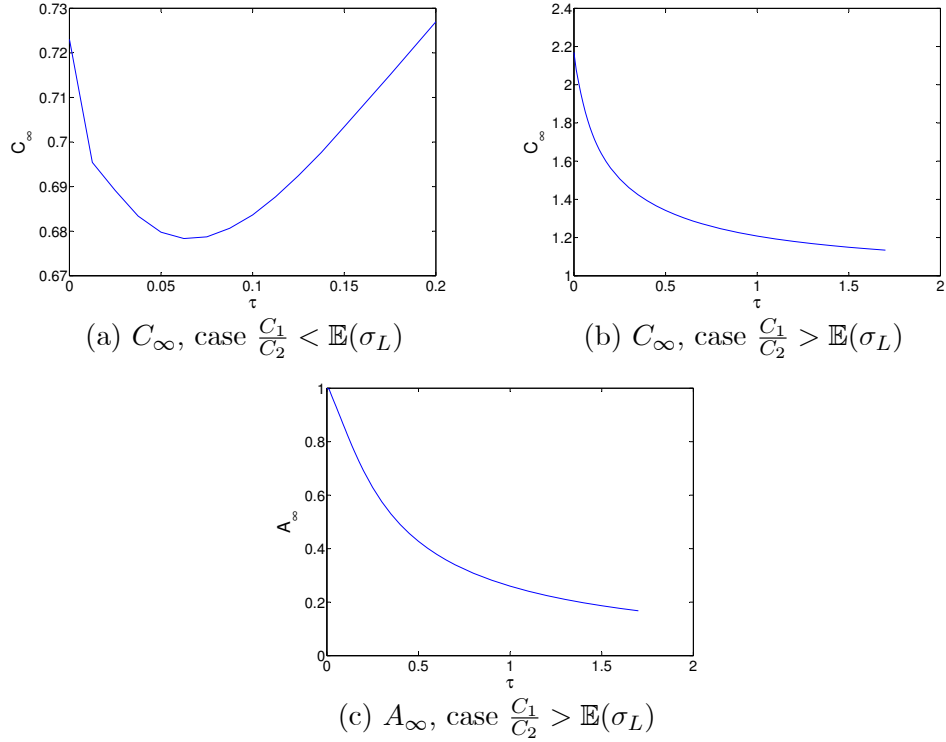 0.73
0.72
0.71
0.7
0.69
0.68
0.67
C∞
0 0.05 0.1 0.15 0.2
τ
(a) C∞, case C₁/C₂ < 𝔼(σ_L)
2.4
2.2
2
1.8
1.6
1.4
1.2
1
C∞
0 0.5 1 1.5 2
τ
(b) C∞, case C₁/C₂ > 𝔼(σ_L)
1
0.8
0.6
0.4
0.2
0
A∞
0 0.5 1 1.5 2
τ
(c) A∞, case C₁/C₂ > 𝔼(σ_L)